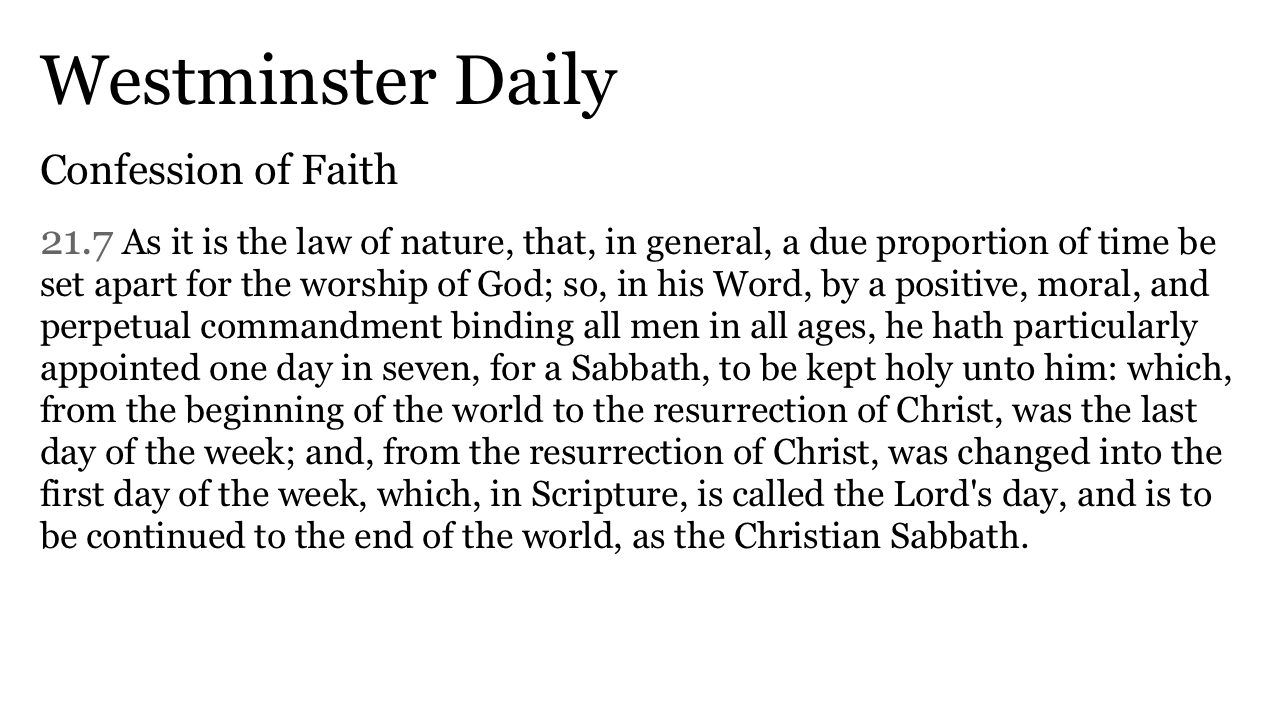 Westminster Daily
Confession of Faith
21.7 As it is the law of nature, that, in general, a due proportion of time be
set apart for the worship of God; so, in his Word, by a positive, moral, and
perpetual commandment binding all men in all ages, he hath particularly
appointed one day in seven, for a Sabbath, to be kept holy unto him: which,
from the beginning of the world to the resurrection of Christ, was the last
day of the week; and, from the resurrection of Christ, was changed into the
first day of the week, which, in Scripture, is called the Lord's day, and is to
be continued to the end of the world, as the Christian Sabbath.